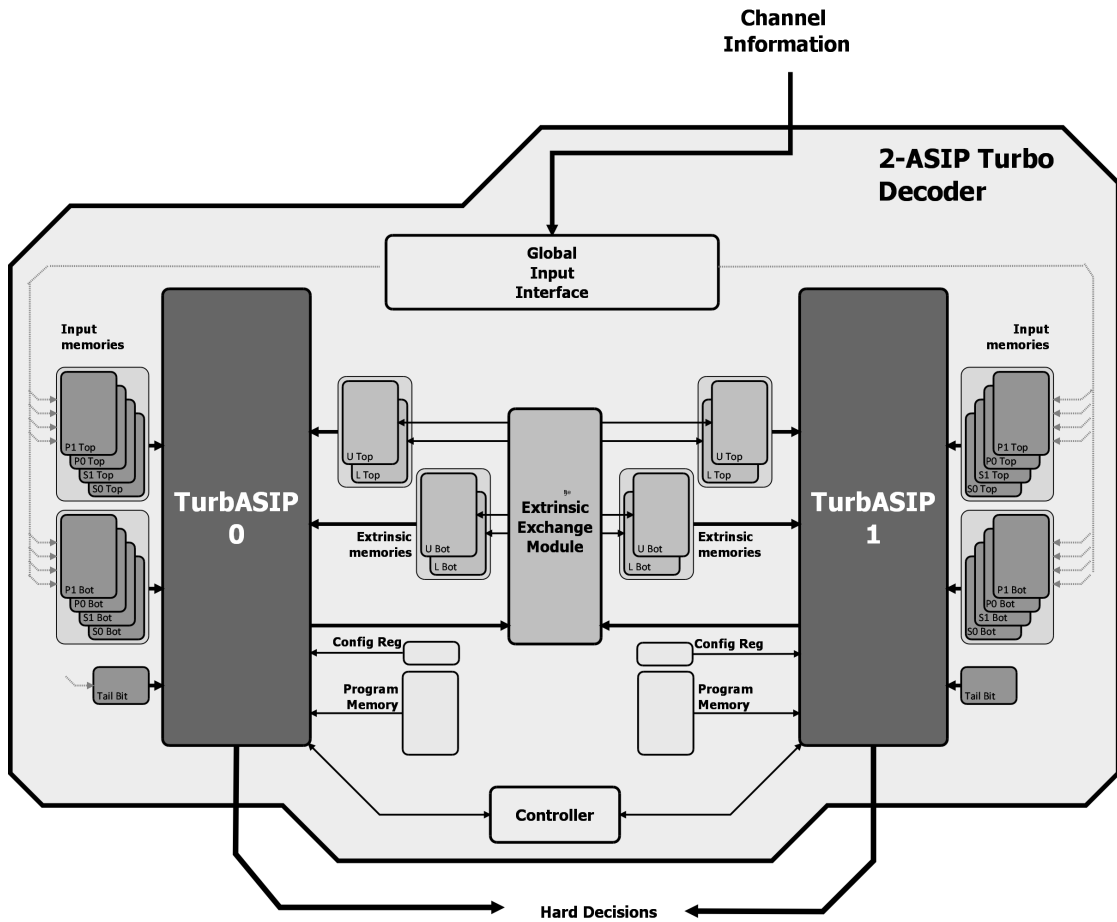 Channel
Information
2-ASIP Turbo
Decoder
Global
Input
Interface
Input
memories
P1 Top
P0 Top
S1 Top
S0 Top
P1 Bot
P0 Bot
S1 Bot
S0 Bot
Tail Bit
TurbASIP
0
U Top
L Top
Extrinsic
memories
U Bot
L Bot
Config Reg
Program
Memory
Extrinsic
Exchange
Module
U Top
L Top
U Bot
L Bot
Extrinsic
memories
Config Reg
Program
Memory
TurbASIP
1
Input
memories
P1 Top
P0 Top
S1 Top
S0 Top
P1 Bot
P0 Bot
S1 Bot
S0 Bot
Tail Bit
Controller
Hard Decisions